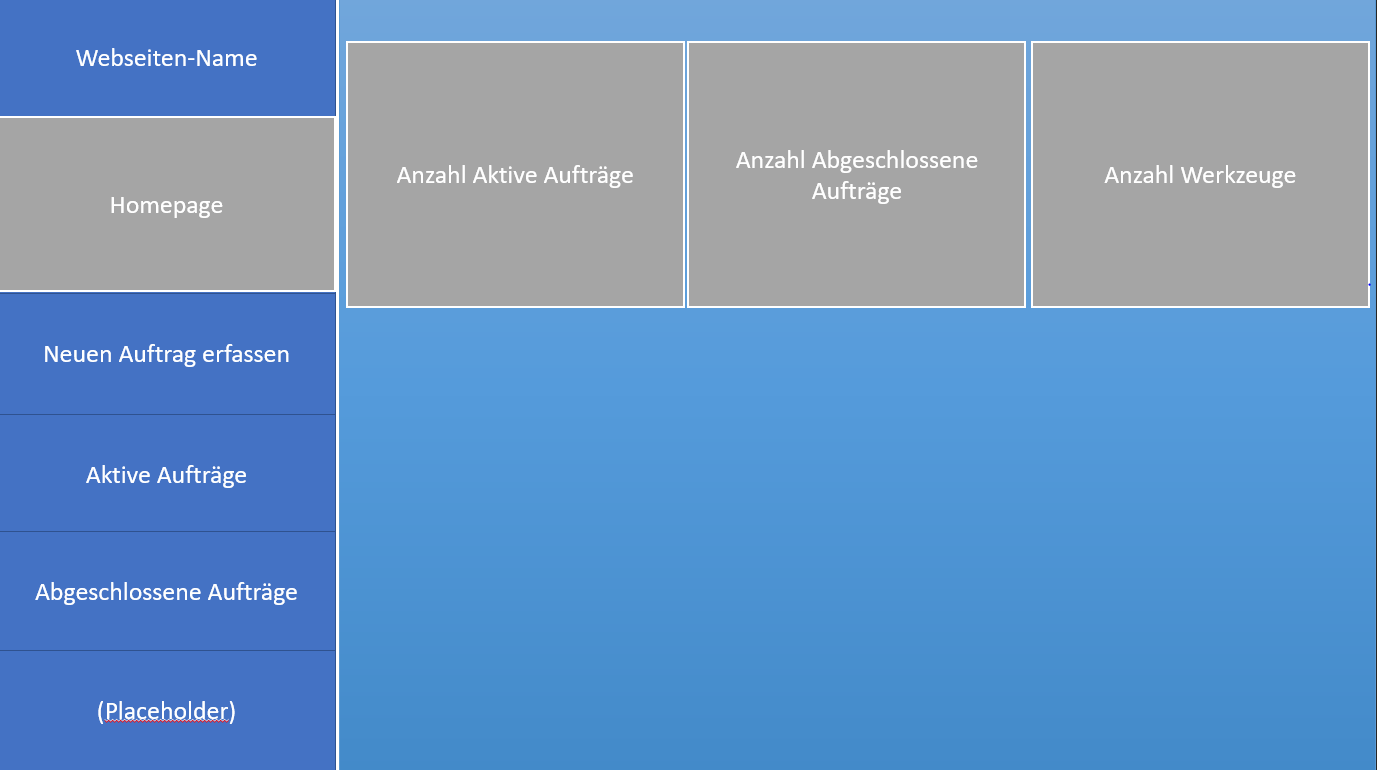 Webseiten-Name
Homepage
Neuen Auftrag erfassen
Aktive Aufträge
Abgeschlossene Aufträge
(Placeholder)
Anzahl Aktive Aufträge
Anzahl Abgeschlossene
Aufträge
Anzahl Werkzeuge